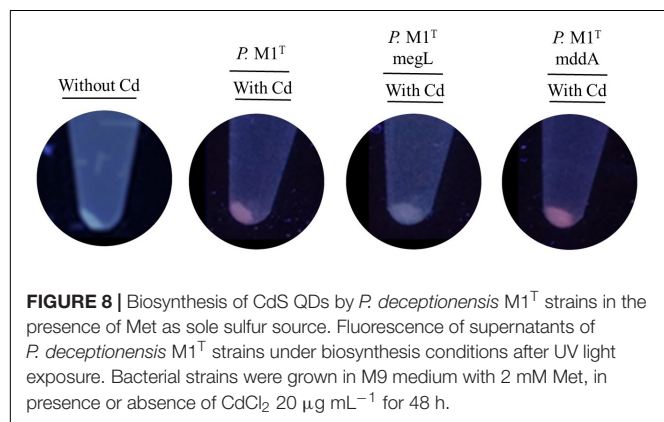 Without Cd
P. M1ᵀ
With Cd
P. M1ᵀ
megL
With Cd
P. M1ᵀ
mddA
With Cd
FIGURE 8 | Biosynthesis of CdS QDs by P. deceptionensis M1ᵀ strains in the
presence of Met as sole sulfur source. Fluorescence of supernatants of
P. deceptionensis M1ᵀ strains under biosynthesis conditions after UV light
exposure. Bacterial strains were grown in M9 medium with 2 mM Met, in
presence or absence of CdCl₂ 20 μg mL⁻¹ for 48 h.